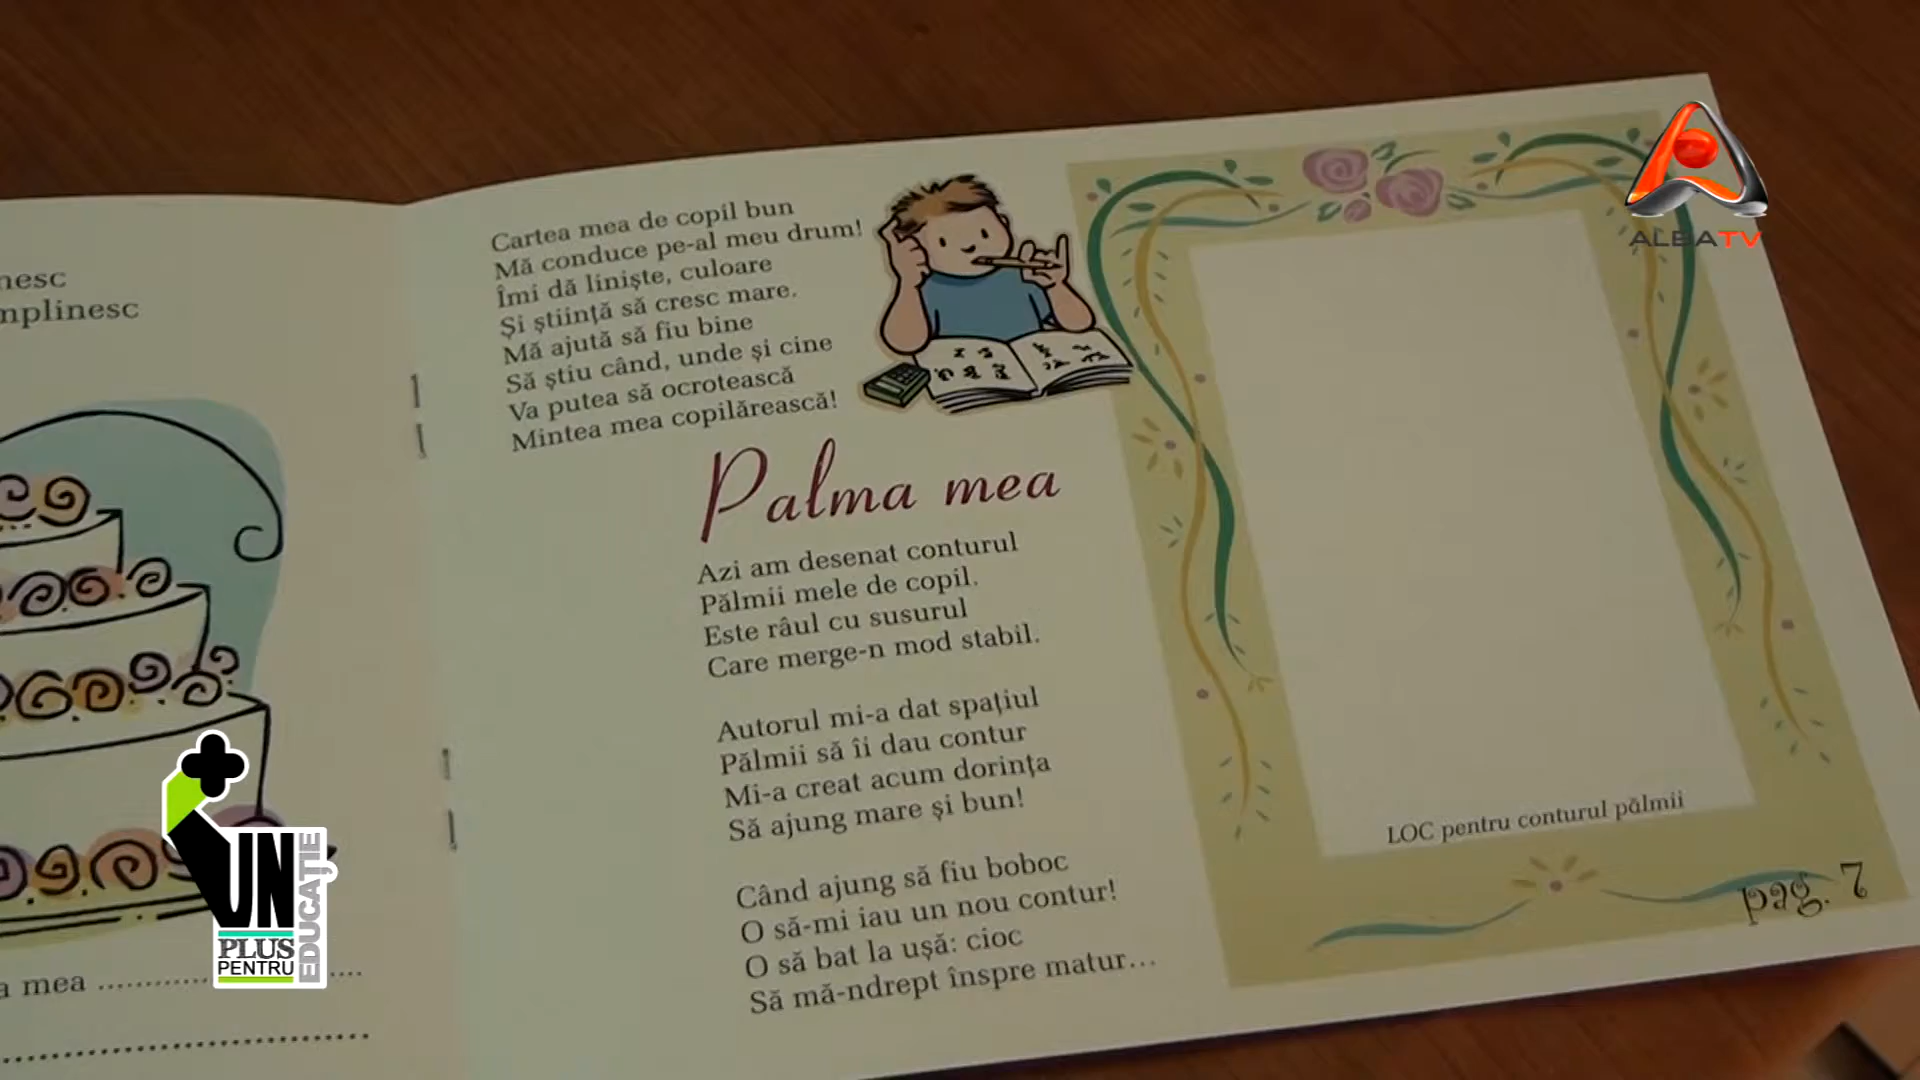 Cartea mea de copil bun
Mă conduce pe-al meu drum!
Îmi dă liniște, culoare
Și știință să cresc mare.
Mă ajută să fiu bine
Să știu când, unde și cine
Va putea să ocrotească
Mintea mea copilărească!
Palma mea
Azi am desenat conturul
Pălmii mele de copil.
Este râul cu susurul
Care merge-n mod stabil.
Autorul mi-a dat spațiul
Pălmii să îi dau contur
Mi-a creat acum dorința
Să ajung mare și bun!
Când ajung să fiu boboc
O să-mi iau un nou contur!
O să bat la ușă: cioc
Să mă-ndrept înspre matur...
LOC pentru conturul pălmii
pag. 7
mea ....................
........................................
ALBA TV
UN
PLUS
PENTRU
EDUCAȚIE